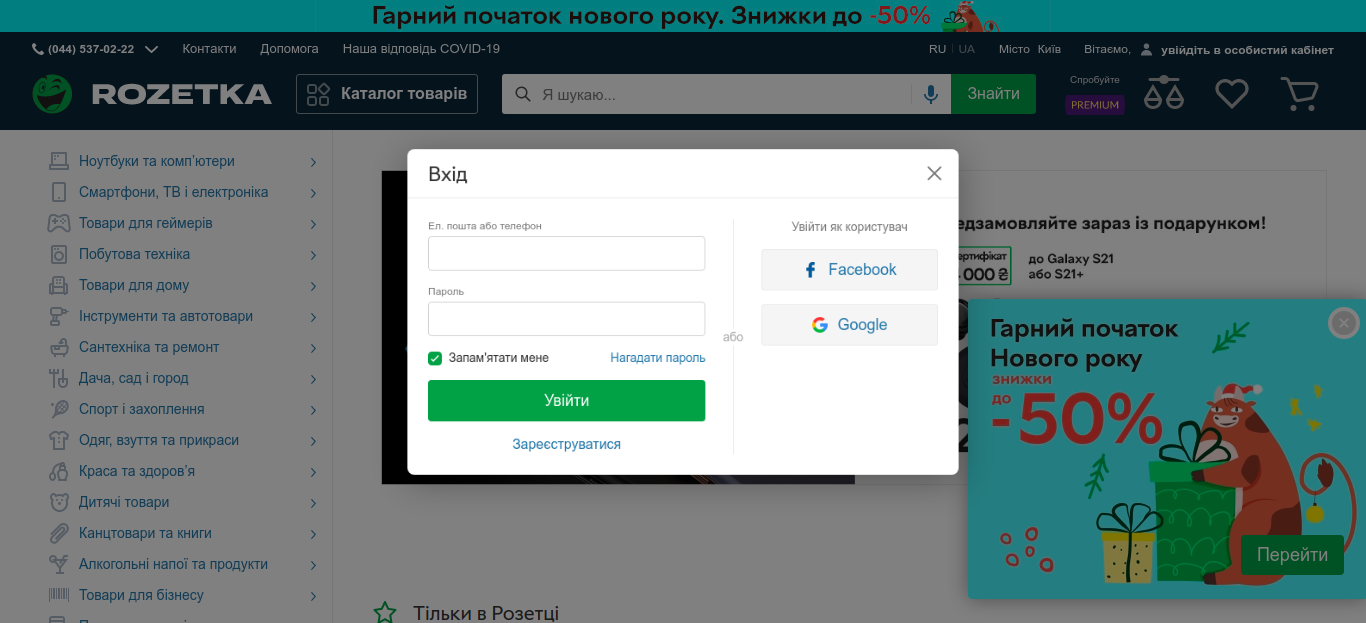 Гарний початок нового року. Знижки до -50%
(044) 537-02-22
Контакти
Допомога
Наша відповідь COVID-19
RU
UA
Місто Київ
Вітаємо, увійдіть в особистий кабінет
ROZETKA
Каталог товарів
Я шукаю...
Знайти
Спробуйте
PREMIUM
Ноутбуки та комп'ютери
Смартфони, ТВ і електроніка
Товари для геймерів
Побутова техніка
Товари для дому
Інструменти та автотовари
Сантехніка та ремонт
Дача, сад і город
Спорт і захоплення
Одяг, взуття та прикраси
Краса та здоров'я
Дитячі товари
Канцтовари та книги
Алкогольні напої та продукти
Товари для бізнесу
Вхід
Ел. пошта або телефон
Пароль
Запам'ятати мене
Нагадати пароль
Увійти
Зареєструватися
або
Увійти як користувач
Facebook
Google
едзамовляйте зараз із подарунком!
ертифікат
000 ₴
до Galaxy S21
або S21+
Гарний початок
Нового року
знижки
до
-50%
Перейти
Тільки в Розетці